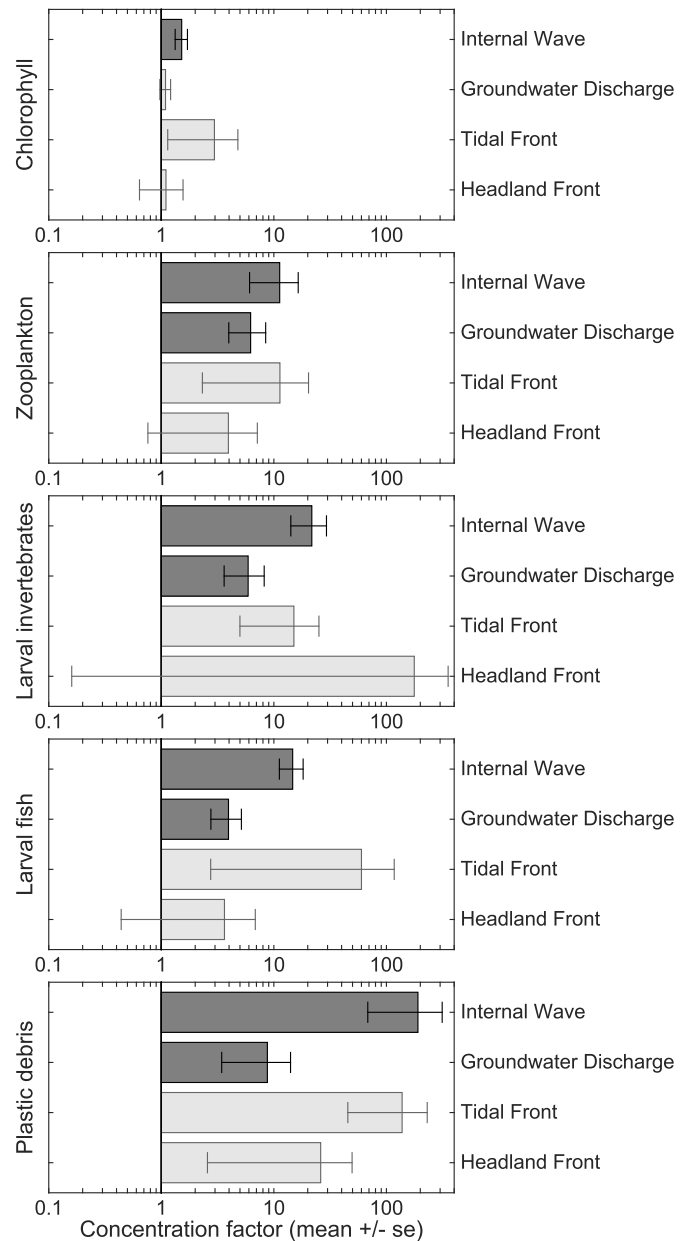 Chlorophyll
Internal Wave
Groundwater Discharge
Tidal Front
Headland Front
0.1 1 10 100
Zooplankton
Internal Wave
Groundwater Discharge
Tidal Front
Headland Front
0.1 1 10 100
Larval invertebrates
Internal Wave
Groundwater Discharge
Tidal Front
Headland Front
0.1 1 10 100
Larval fish
Internal Wave
Groundwater Discharge
Tidal Front
Headland Front
0.1 1 10 100
Plastic debris
Internal Wave
Groundwater Discharge
Tidal Front
Headland Front
0.1 1 10 100
Concentration factor (mean +/- se)